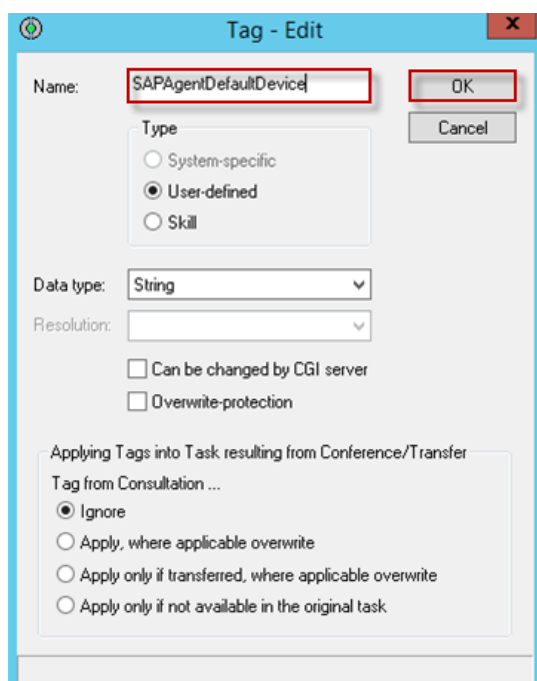 Tag - Edit
x
Name:
SAPAgentDefaultDevice
OK
Cancel
Type
System-specific
User-defined
Skill
Data type:
String
Resolution:
Can be changed by CGI server
Overwrite-protection
Applying Tags into Task resulting from Conference/Transfer
Tag from Consultation ...
Ignore
Apply, where applicable overwrite
Apply only if transferred, where applicable overwrite
Apply only if not available in the original task